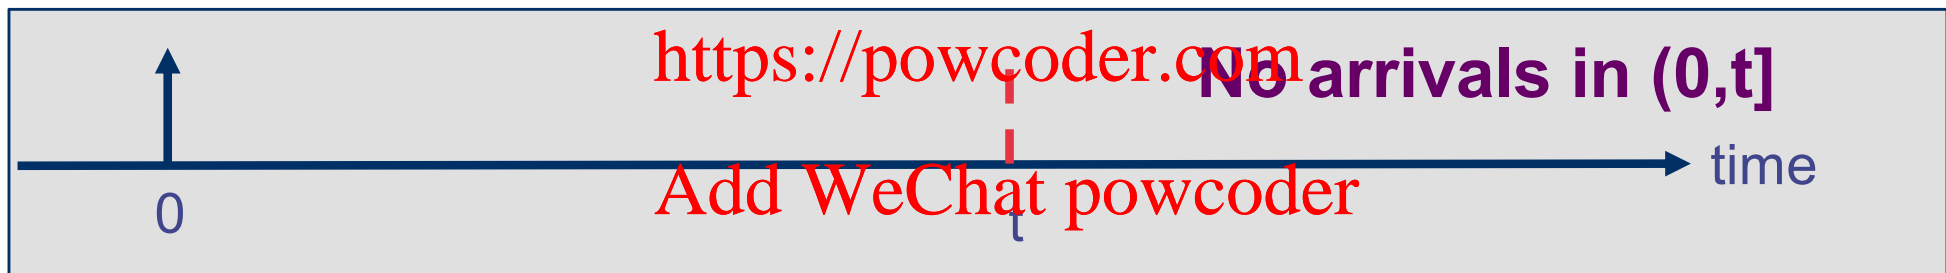 https://powcoder.com
No arrivals in (0,t]
time
Add WeChat powcoder
0
t